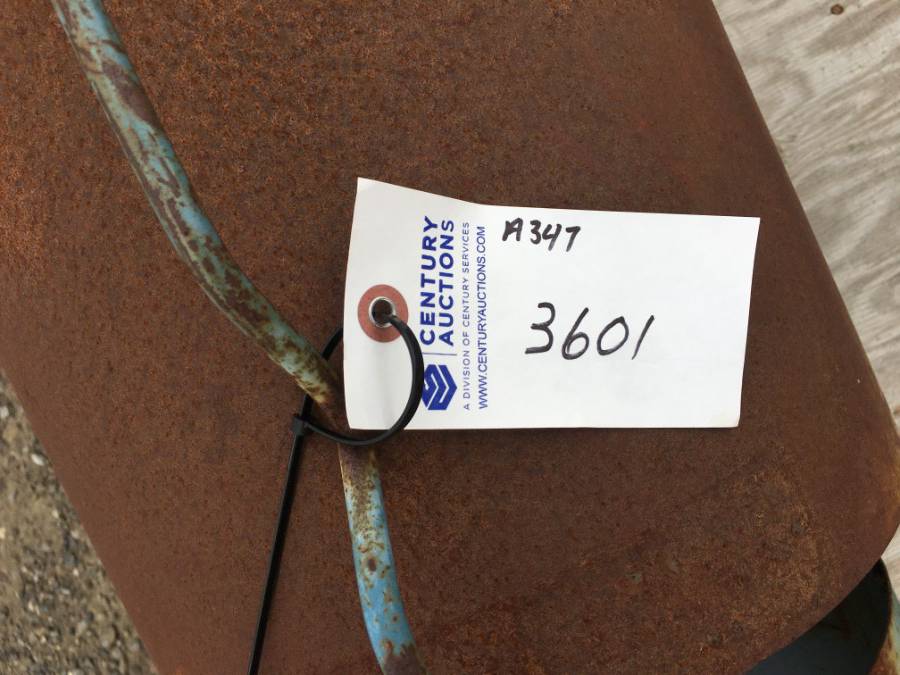 CENTURY
AUCTIONS
A DIVISION OF CENTURY SERVICES
WWW.CENTURYAUCTIONS.COM
A347
3601